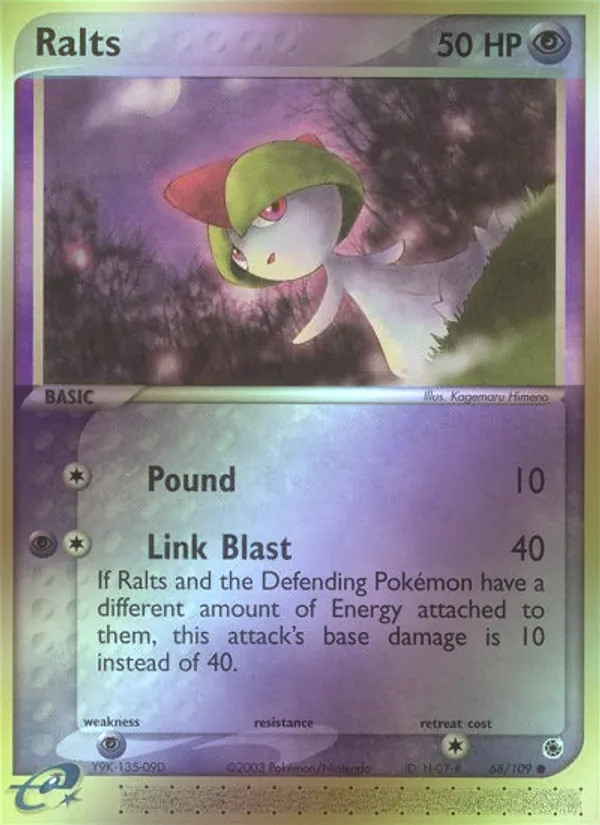 Ralts 50 HP
BASIC Illus. Kagemaru Himeno
Pound 10
Link Blast 40
If Ralts and the Defending Pokémon have a
different amount of Energy attached to
them, this attack's base damage is 10
instead of 40.
weakness resistance retreat cost
Y9K-135-09D ©2003 Pokémon/Nintendo ID: H-07-# 68/109
e